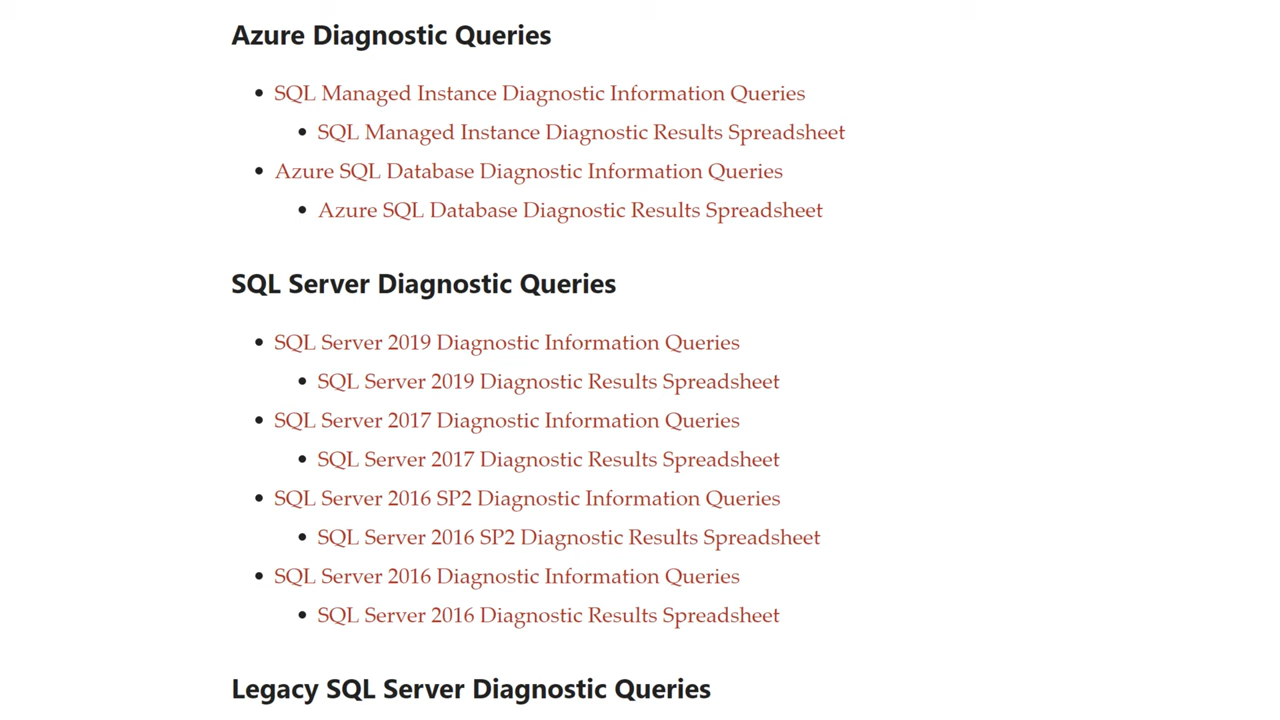 Azure Diagnostic Queries
SQL Managed Instance Diagnostic Information Queries
SQL Managed Instance Diagnostic Results Spreadsheet
Azure SQL Database Diagnostic Information Queries
Azure SQL Database Diagnostic Results Spreadsheet
SQL Server Diagnostic Queries
SQL Server 2019 Diagnostic Information Queries
SQL Server 2019 Diagnostic Results Spreadsheet
SQL Server 2017 Diagnostic Information Queries
SQL Server 2017 Diagnostic Results Spreadsheet
SQL Server 2016 SP2 Diagnostic Information Queries
SQL Server 2016 SP2 Diagnostic Results Spreadsheet
SQL Server 2016 Diagnostic Information Queries
SQL Server 2016 Diagnostic Results Spreadsheet
Legacy SQL Server Diagnostic Queries